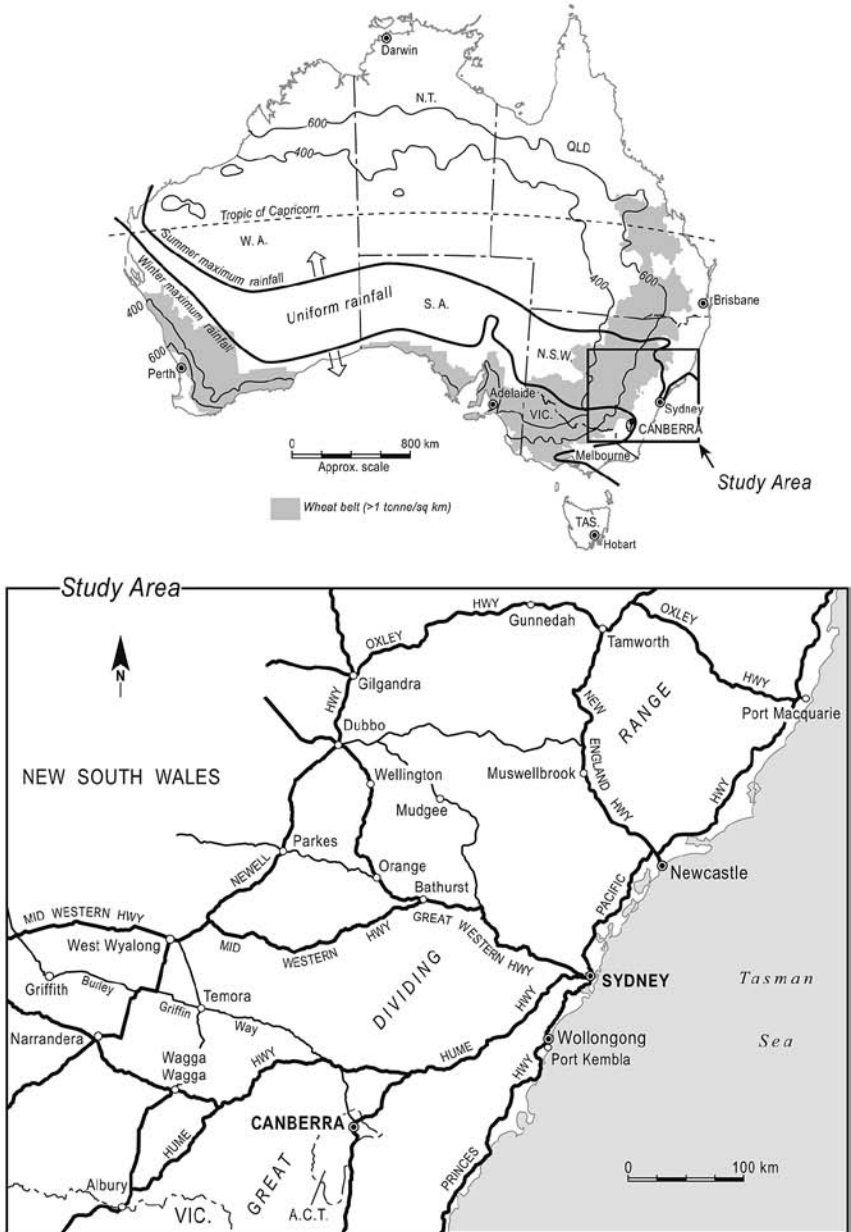 Darwin
N.T.
600
QLD
400
Tropic of Capricorn
W. A.
Summer maximum rainfall
Winter maximum rainfall
Uniform rainfall
S. A.
400
600
Brisbane
400
600
Perth
N.S.W.
Adelaide
VIC.
Sydney
CANBERRA
Melbourne
0 800 km
Approx. scale
Study Area
Wheat belt (>1 tonne/sq km)
TAS.
Hobart
Study Area
N
OXLEY
HWY
Gunnedah
OXLEY
HWY
Tamworth
Gilgandra
HWY
NEW
ENGLAND
HWY
RANGE
Port Macquarie
Dubbo
NEW SOUTH WALES
Wellington
Muswellbrook
Mudgee
HWY
Parkes
NEWELL
Orange
Bathurst
PACIFIC
Newcastle
MID WESTERN HWY
West Wyalong
MID
WESTERN
HWY
GREAT WESTERN HWY
DIVIDING
SYDNEY
Tasman
Sea
Griffith
Burley
Griffin
Way
Temora
HWY
HUME
Narrandera
Wagga
Wagga
HWY
Wollongong
Port Kembla
HWY
CANBERRA
HUME
GREAT
PRINCES
Albury
VIC.
A.C.T.
0 100 km